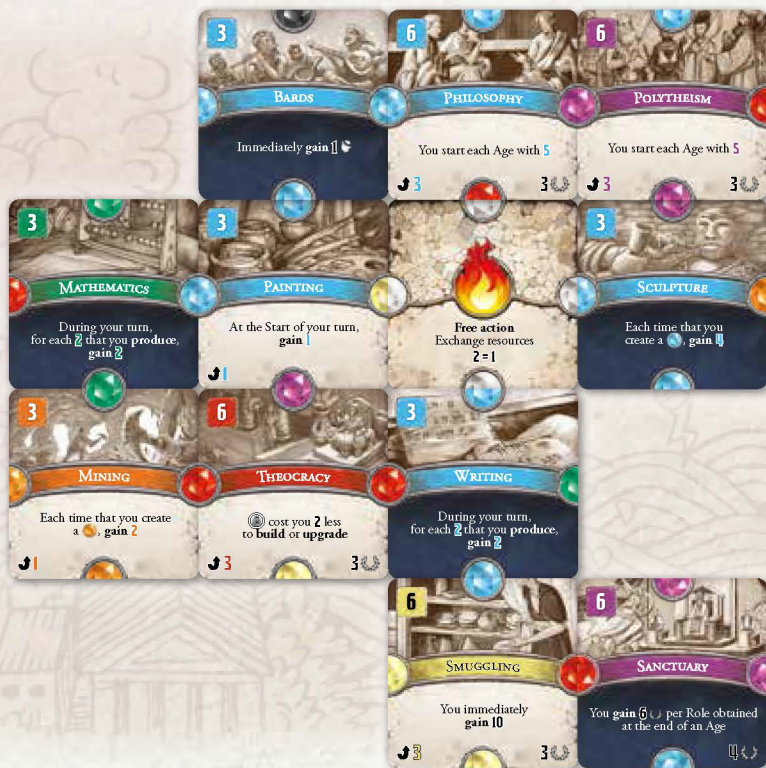 3
BARDS
Immediately gain 1
6
PHILOSOPHY
You start each Age with 5
3
3
6
POLYTHEISM
You start each Age with 5
3
3
3
MATHEMATICS
During your turn,
for each 2 that you produce,
gain 2
3
PAINTING
At the Start of your turn,
gain 1
1
Free action
Exchange resources
2 = 1
3
SCULPTURE
Each time that you
create a , gain 4
3
MINING
Each time that you create
a , gain 2
1
6
THEOCRACY
cost you 2 less
to build or upgrade
3
3
3
WRITING
During your turn,
for each 2 that you produce,
gain 2
6
SMUGGLING
You immediately
gain 10
3
3
6
SANCTUARY
You gain 6 per Role obtained
at the end of an Age
4